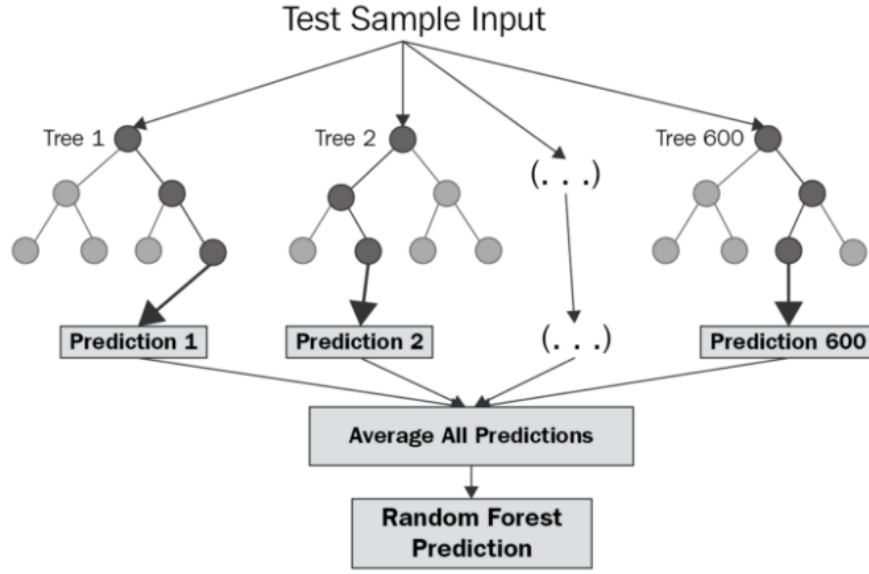 Test Sample Input
Tree 1
Tree 2
Tree 600
(. . .)
Prediction 1
Prediction 2
(. . .)
Prediction 600
Average All Predictions
Random Forest
Prediction